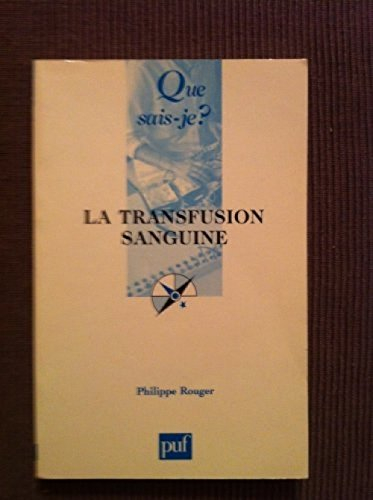 Que
sais-je?
LA TRANSFUSION
SANGUINE
Philippe Rouger
puf